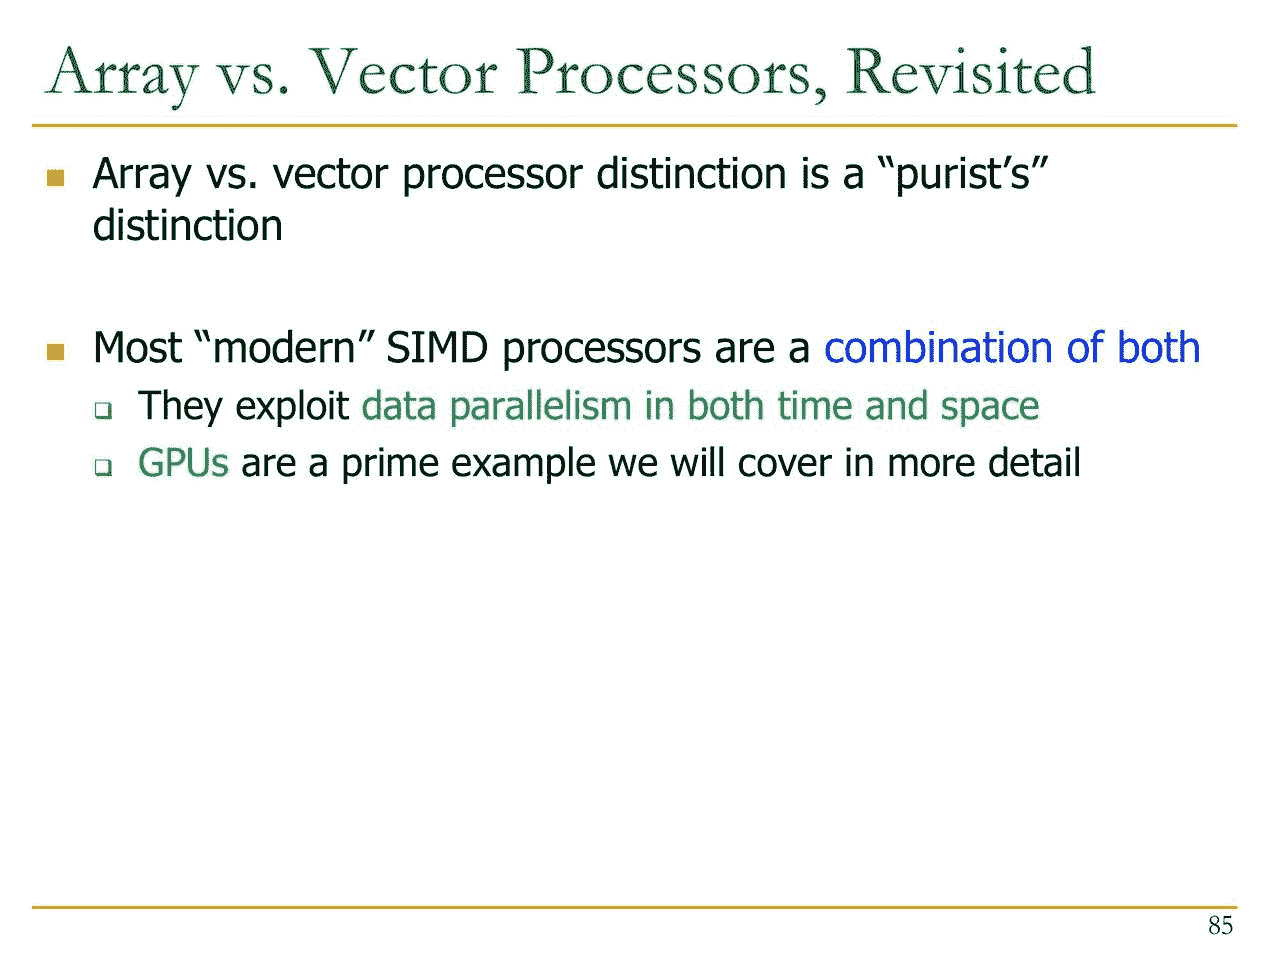 Array vs. Vector Processors, Revisited
Array vs. vector processor distinction is a “purist’s”
distinction
Most “modern” SIMD processors are a combination of both
They exploit data parallelism in both time and space
GPUs are a prime example we will cover in more detail
85